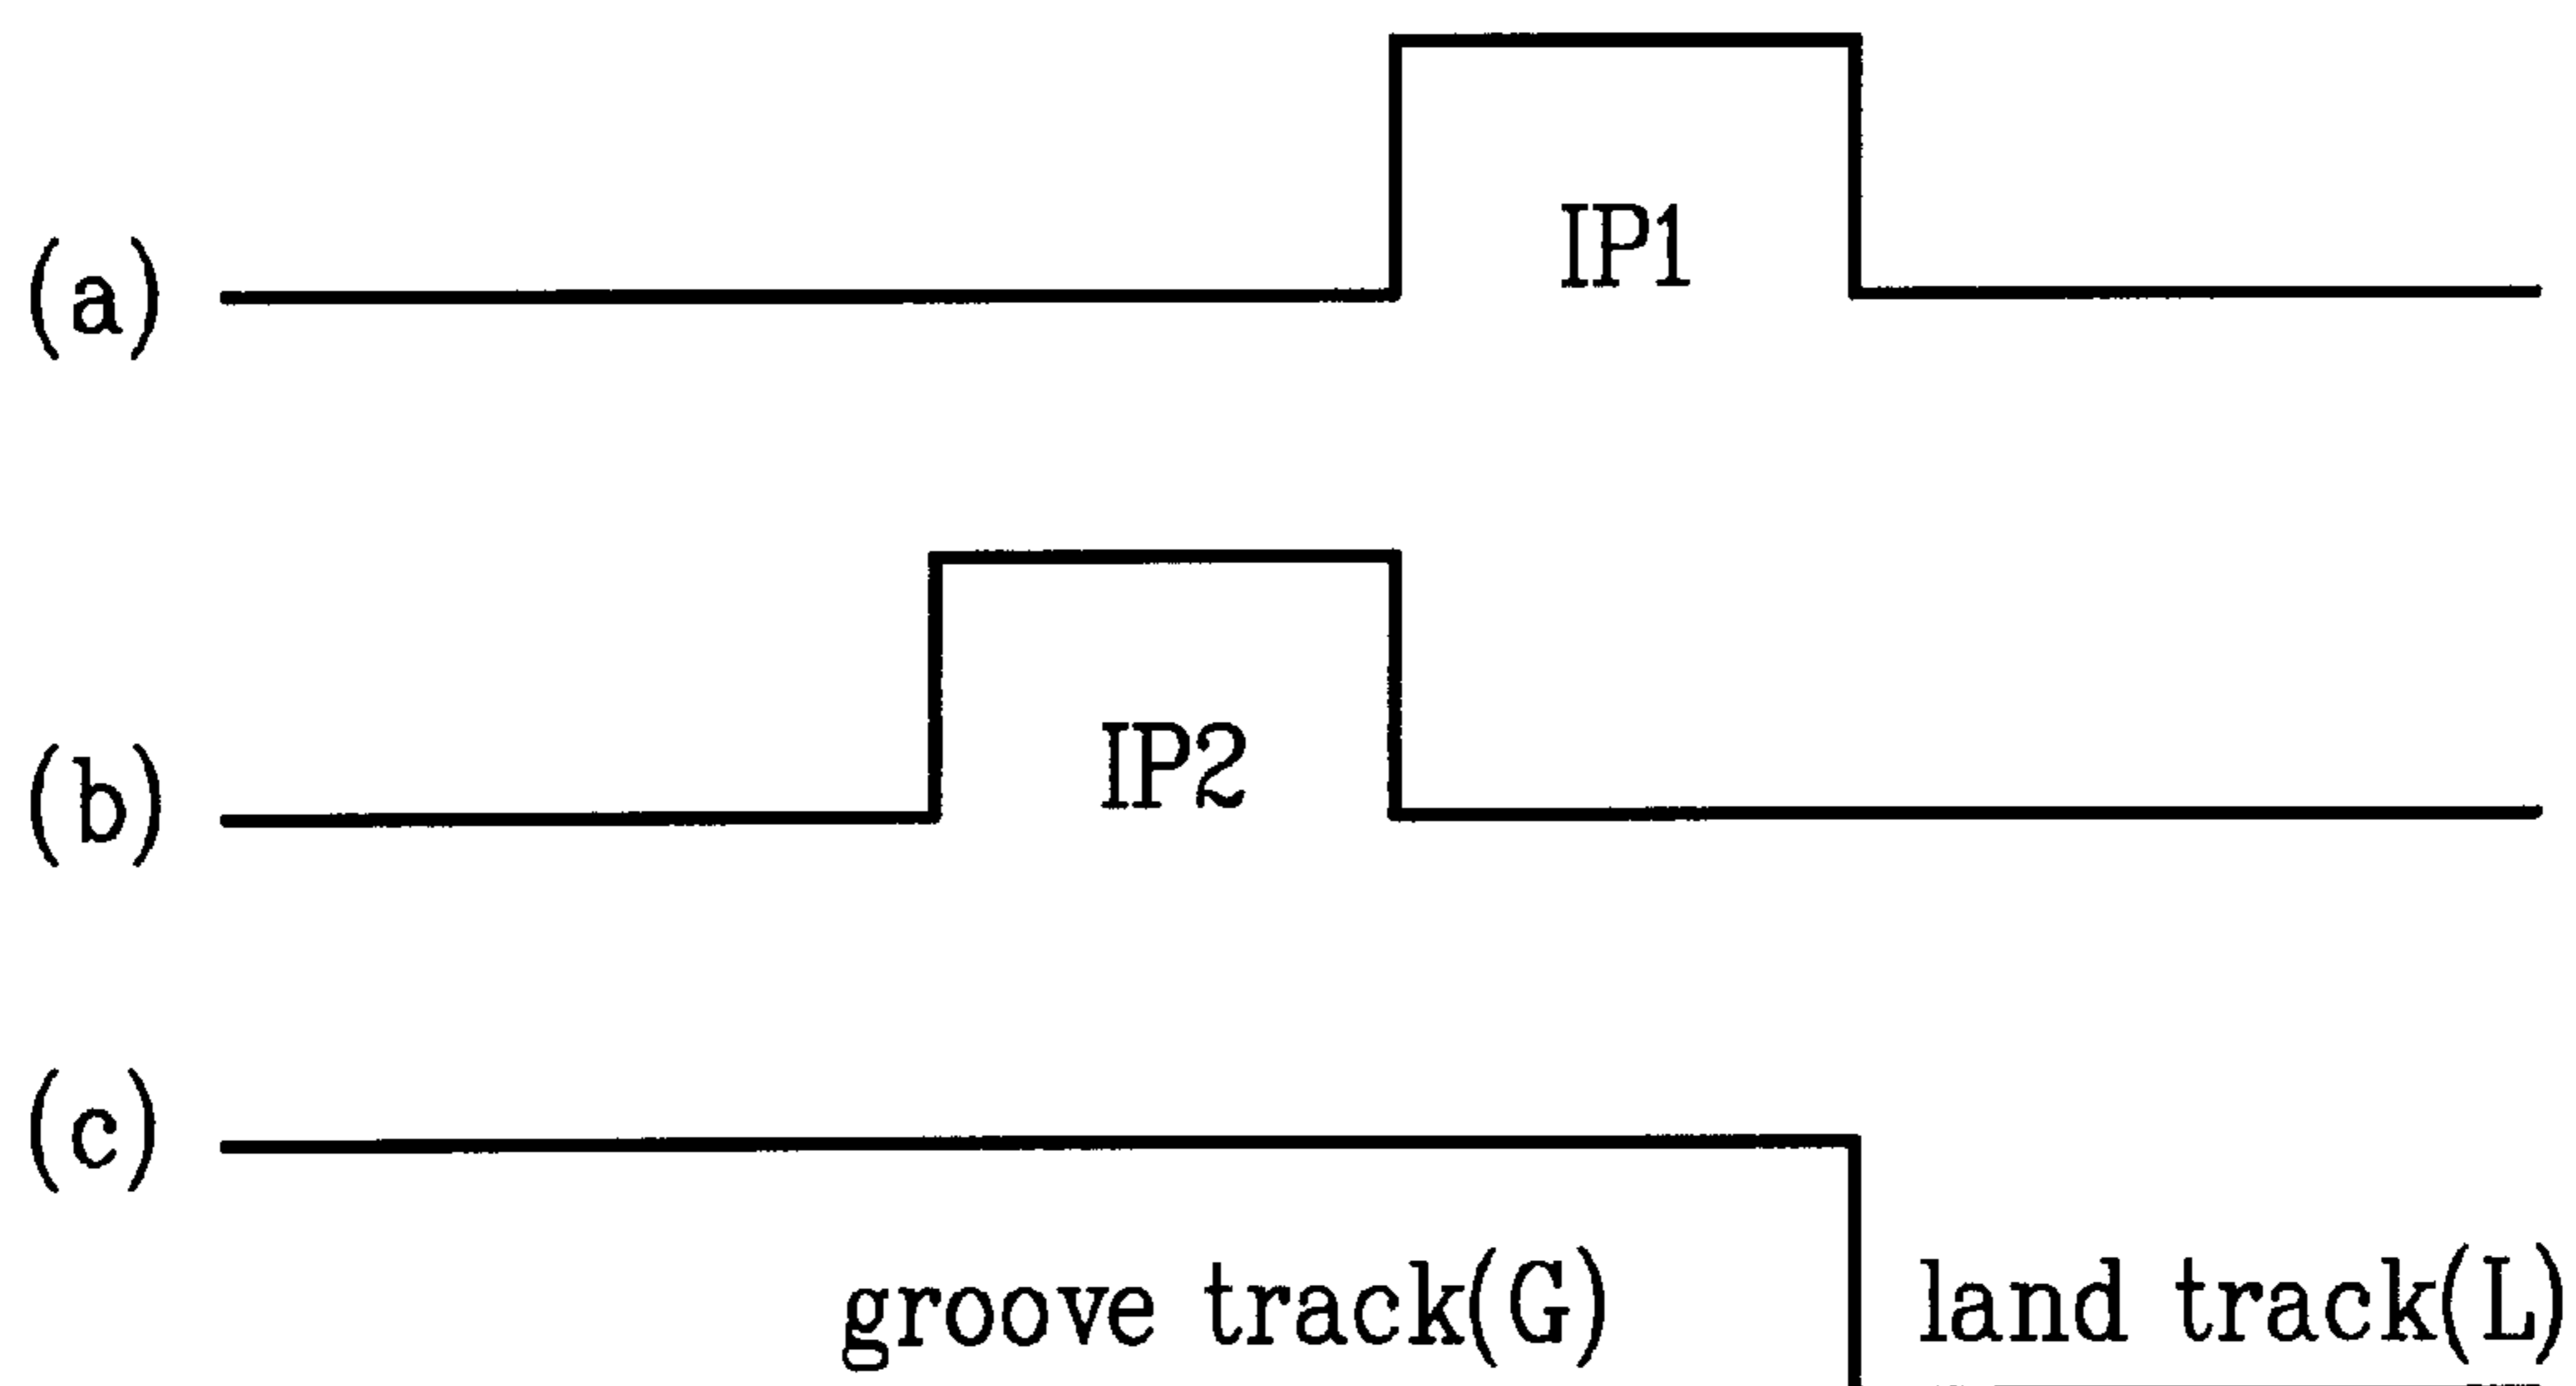 IP1
(a)
IP2
(b)
(c)
groove track(G) land track(L)